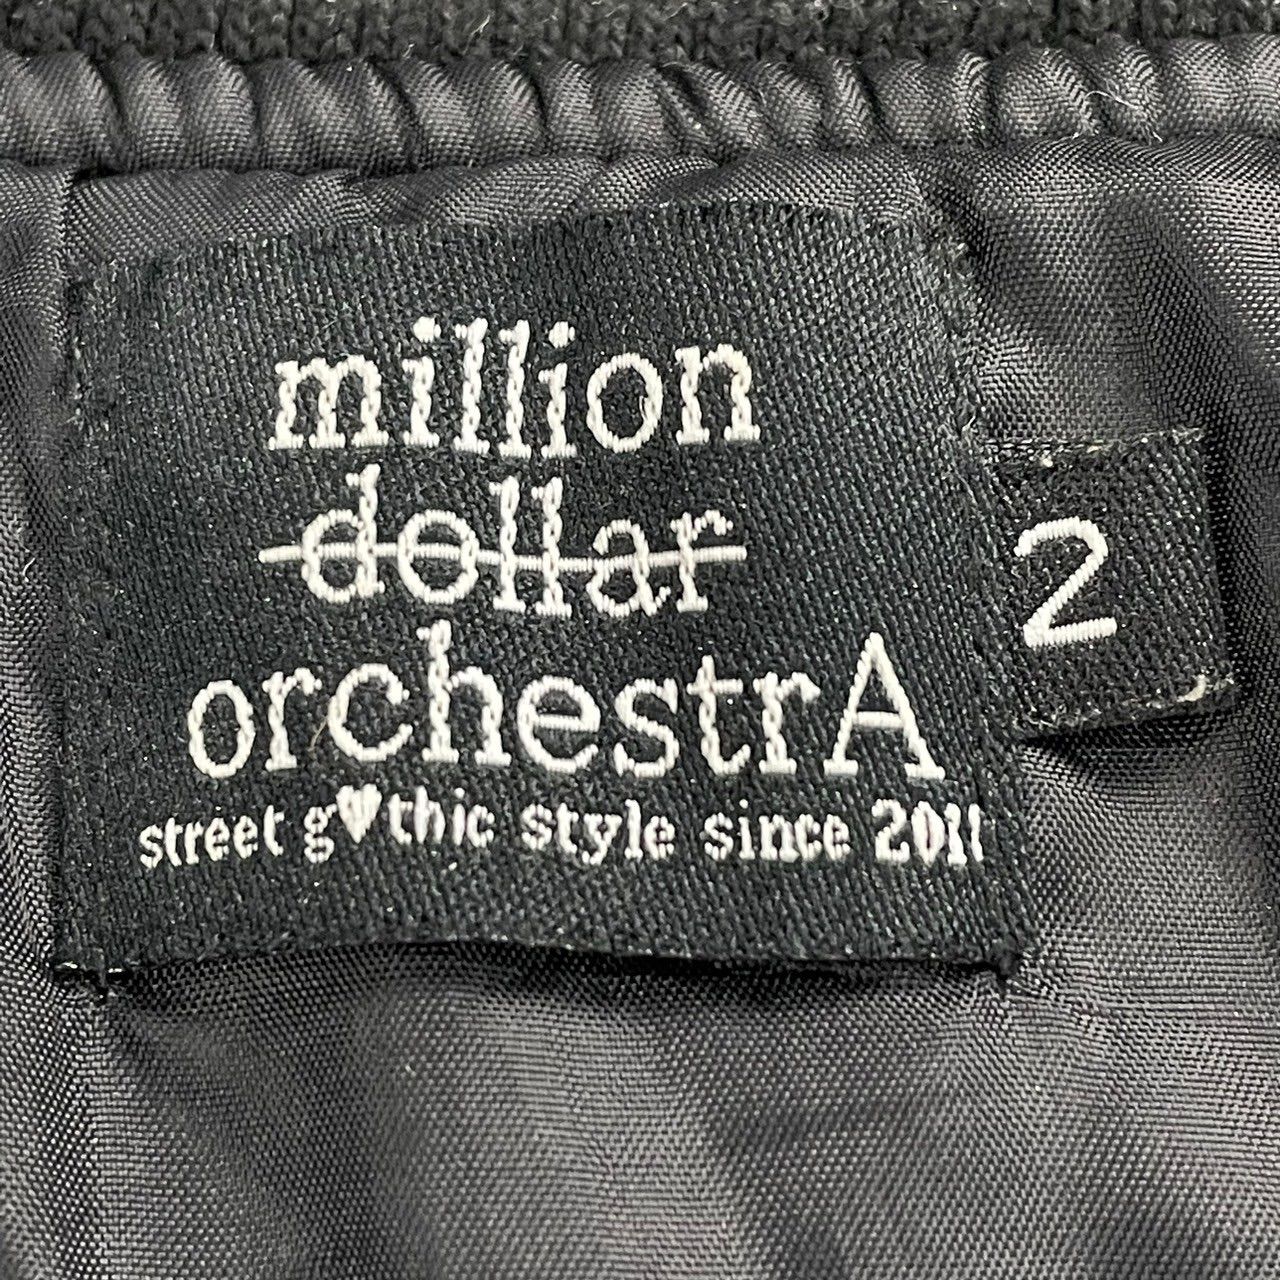 million
dollar
orchestrA
street g♥thic style since 2011
2